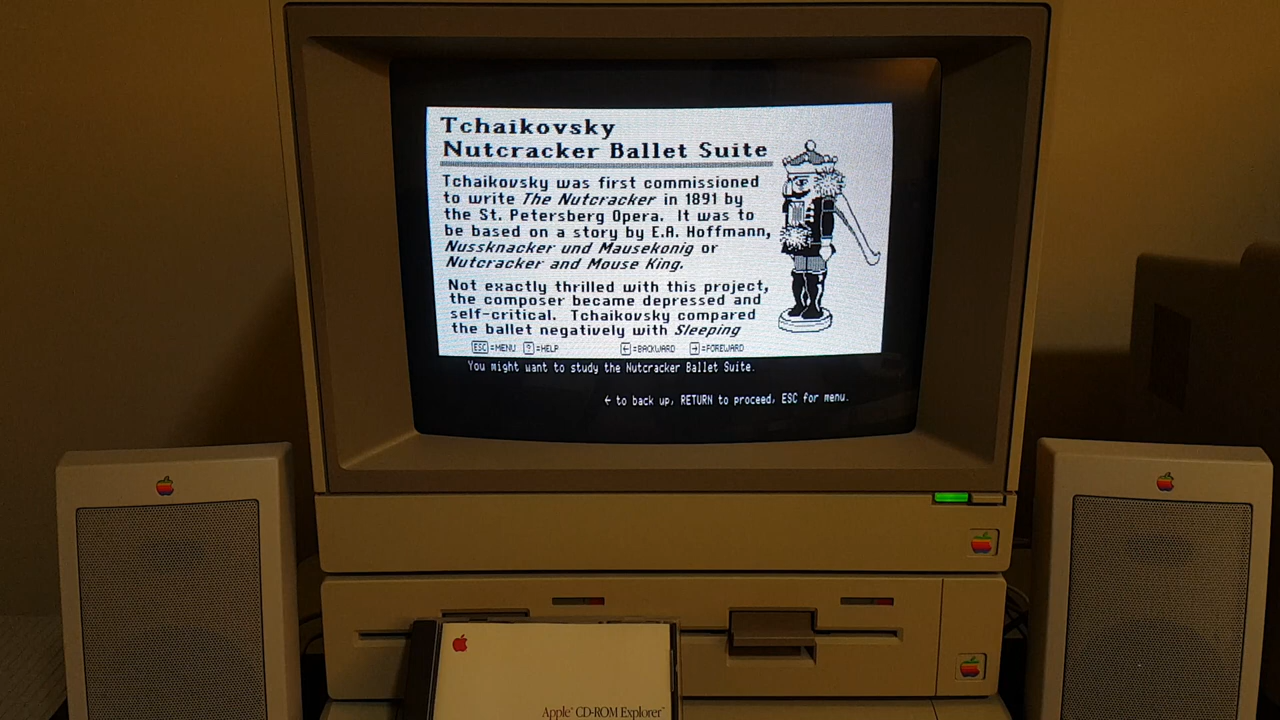 Tchaikovsky
Nutcracker Ballet Suite
Tchaikovsky was first commissioned
to write The Nutcracker in 1891 by
the St. Petersberg Opera. It was to
be based on a story by E.A. Hoffmann,
Nussknacker und Mausekonig or
Nutcracker and Mouse King.
Not exactly thrilled with this project,
the composer became depressed and
self-critical. Tchaikovsky compared
the ballet negatively with Sleeping
ESC =MENU ? =HELP ← =BACKWARD → =FOREWARD
You might want to study the Nutcracker Ballet Suite.
← to back up, RETURN to proceed, ESC for menu.
Apple™ CD-ROM Explorer™